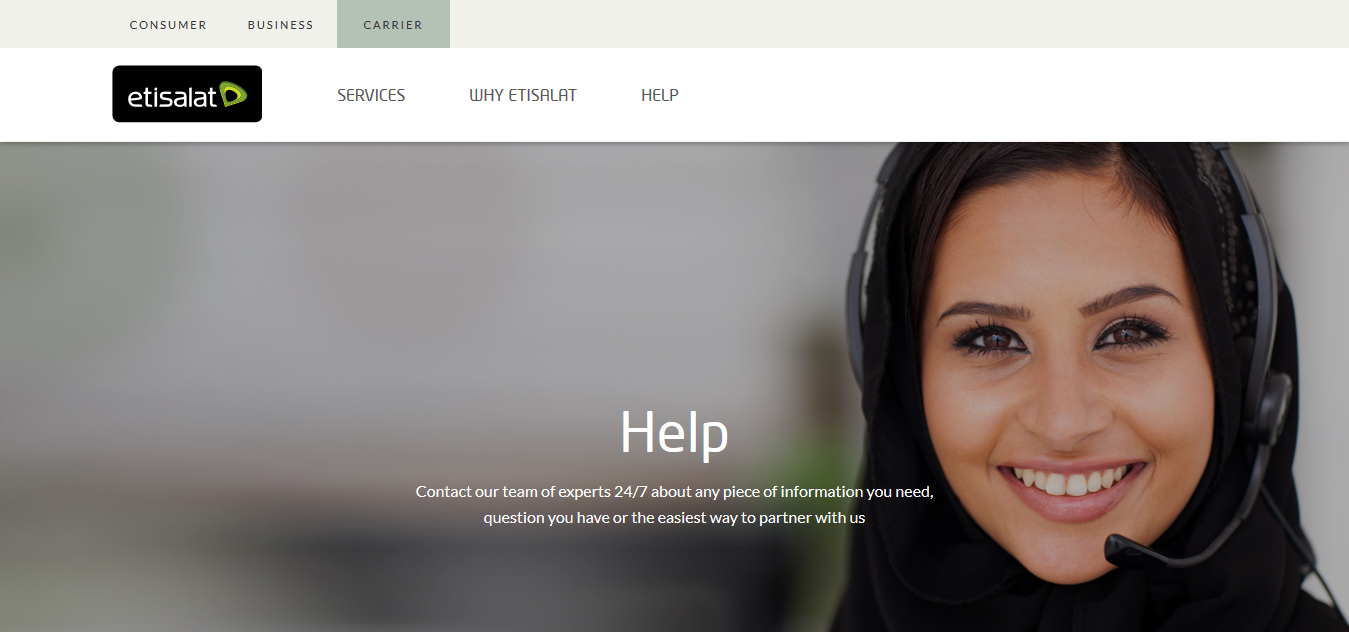 CONSUMER BUSINESS CARRIER
etisalat SERVICES WHY ETISALAT HELP
Help
Contact our team of experts 24/7 about any piece of information you need,
question you have or the easiest way to partner with us